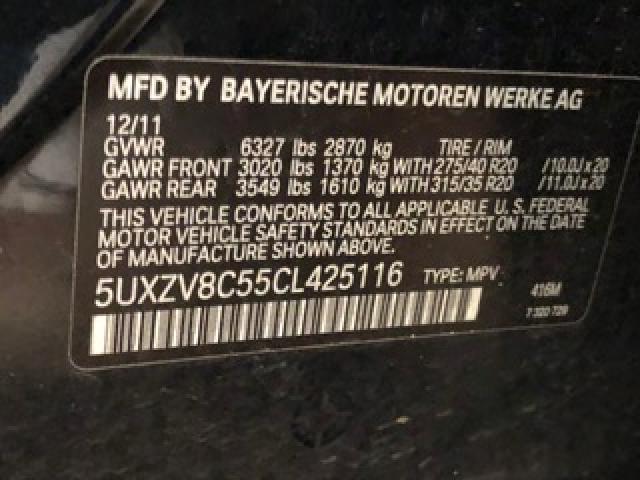 MFD BY BAYERISCHE MOTOREN WERKE AG
12/11
GVWR 6327 lbs 2870 kg TIRE / RIM
GAWR FRONT 3020 lbs 1370 kg WITH 275/40 R20 /10.0J x 20
GAWR REAR 3549 lbs 1610 kg WITH 315/35 R20 /11.0J x 20
THIS VEHICLE CONFORMS TO ALL APPLICABLE U. S. FEDERAL
MOTOR VEHICLE SAFETY STANDARDS IN EFFECT ON THE DATE
OF MANUFACTURE SHOWN ABOVE.
5UXZV8C55CL425116 TYPE: MPV 416M